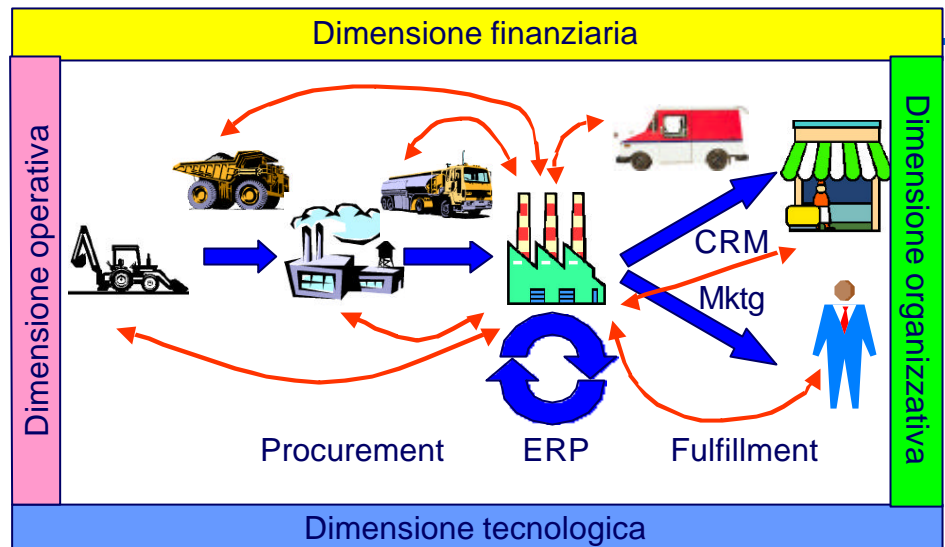 Dimensione finanziaria
Dimensione operativa
Dimensione organizzativa
CRM
Mktg
Procurement
ERP
Fulfillment
Dimensione tecnologica